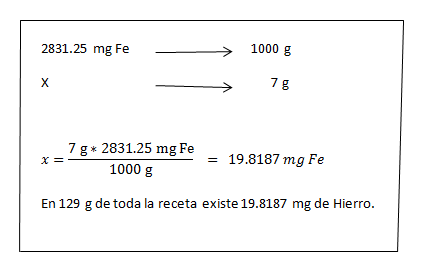 2831.25 mg Fe ⟶ 1000 g
X ⟶ 7 g
x = (7 g * 2831.25 mg Fe) / 1000 g = 19.8187 mg Fe
En 129 g de toda la receta existe 19.8187 mg de Hierro.